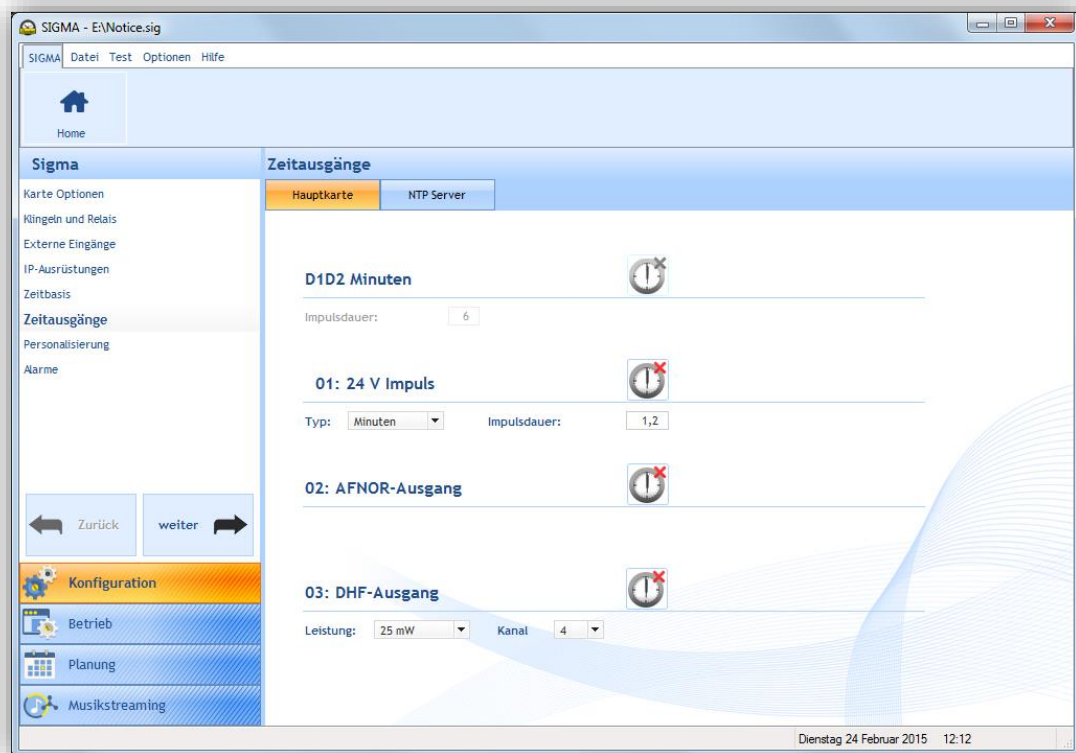 SIGMA - E:\Notice.sig
SIGMA Datei Test Optionen Hilfe
Home
Sigma
Karte Optionen
Klingeln und Relais
Externe Eingänge
IP-Ausrüstungen
Zeitbasis
Zeitausgänge
Personalisierung
Alarme
Zurück
weiter
Konfiguration
Betrieb
Planung
Musikstreaming
Zeitausgänge
Hauptkarte NTP Server
D1D2 Minuten
Impulsdauer: 6
01: 24 V Impuls
Typ: Minuten Impulsdauer: 1,2
02: AFNOR-Ausgang
03: DHF-Ausgang
Leistung: 25 mW Kanal 4
Dienstag 24 Februar 2015 12:12